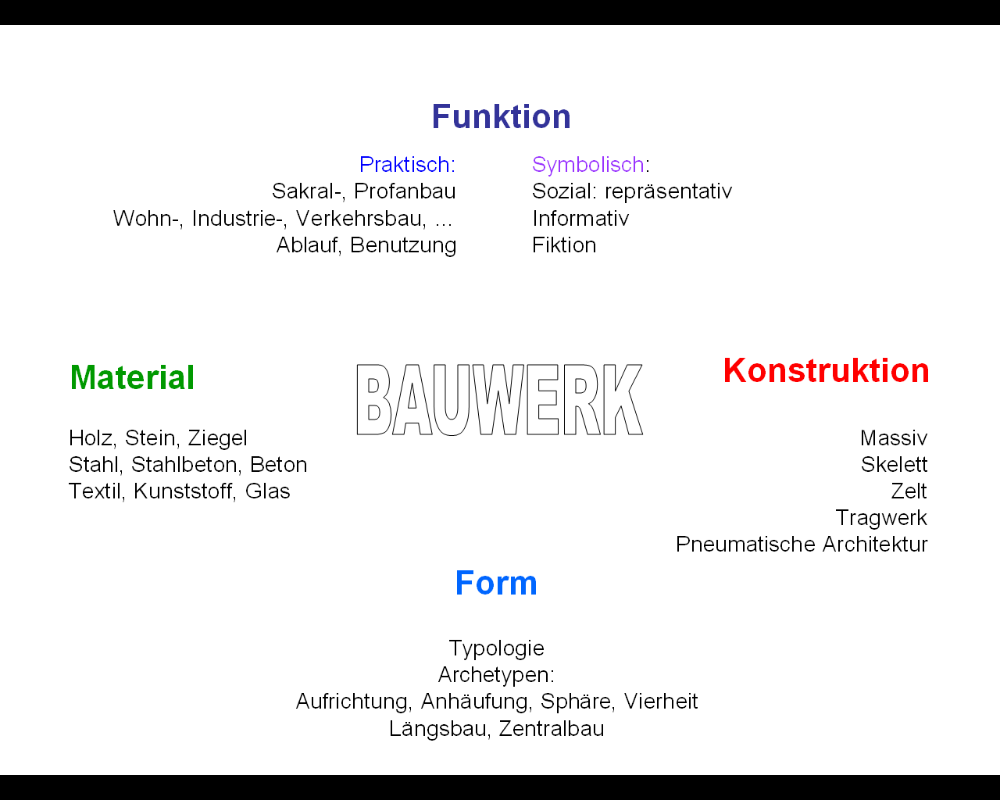 Funktion
Praktisch:
Sakral-, Profanbau
Wohn-, Industrie-, Verkehrsbau, ...
Ablauf, Benutzung
Symbolisch:
Sozial: repräsentativ
Informativ
Fiktion
Material
Holz, Stein, Ziegel
Stahl, Stahlbeton, Beton
Textil, Kunststoff, Glas
BAUWERK
Konstruktion
Massiv
Skelett
Zelt
Tragwerk
Pneumatische Architektur
Form
Typologie
Archetypen:
Aufrichtung, Anhäufung, Sphäre, Vierheit
Längsbau, Zentralbau